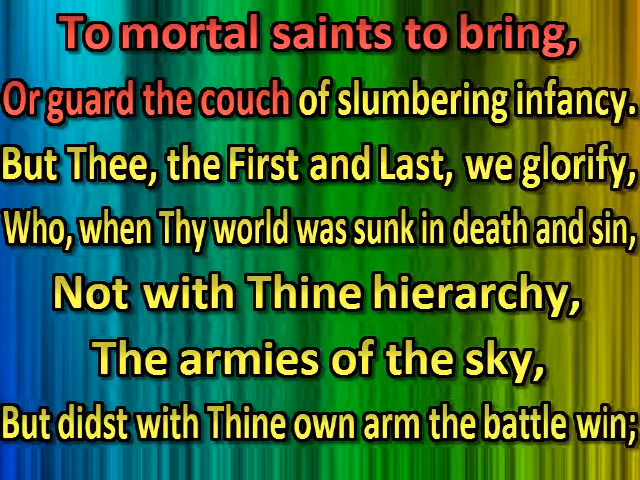 To mortal saints to bring,
Or guard the couch of slumbering infancy.
But Thee, the First and Last, we glorify,
Who, when Thy world was sunk in death and sin,
Not with Thine hierarchy,
The armies of the sky,
But didst with Thine own arm the battle win;